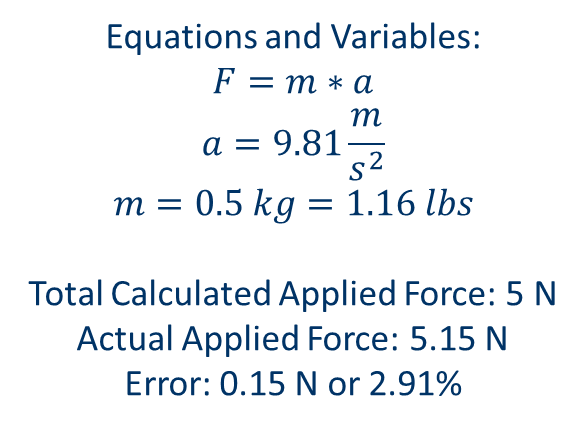 Equations and Variables:
F = m * a
a = 9.81 m/s²
m = 0.5 kg = 1.16 lbs
Total Calculated Applied Force: 5 N
Actual Applied Force: 5.15 N
Error: 0.15 N or 2.91%